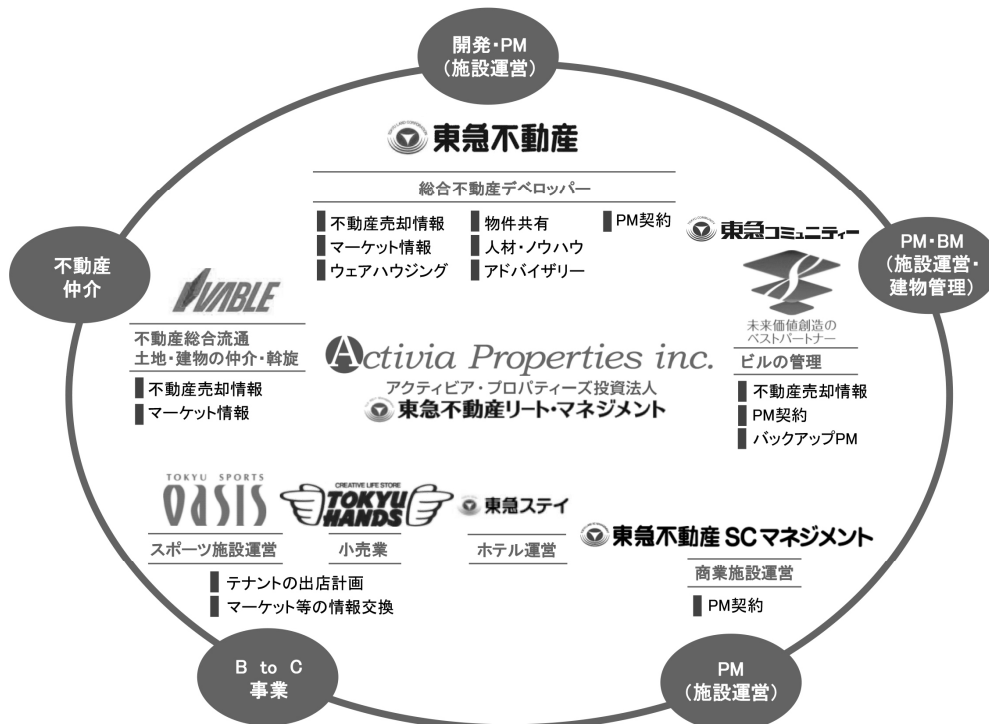 開発・PM
(施設運営)
東急不動産
総合不動産デベロッパー
不動産売却情報
マーケット情報
ウェアハウジング
物件共有
人材・ノウハウ
アドバイザリー
PM契約
東急コミュニティー
未来価値創造の
ベストパートナー
ビルの管理
不動産売却情報
PM契約
バックアップPM
PM・BM
(施設運営・
建物管理)
不動産
仲介
LIVABLE
不動産総合流通
土地・建物の仲介・斡旋
不動産売却情報
マーケット情報
Activia Properties inc.
アクティビア・プロパティーズ投資法人
東急不動産リート・マネジメント
TOKYU SPORTS
OASIS
スポーツ施設運営
CREATIVE LIFE STORE
TOKYU
HANDS
小売業
東急ステイ
ホテル運営
テナントの出店計画
マーケット等の情報交換
東急不動産SCマネジメント
商業施設運営
PM契約
B to C
事業
PM
(施設運営)